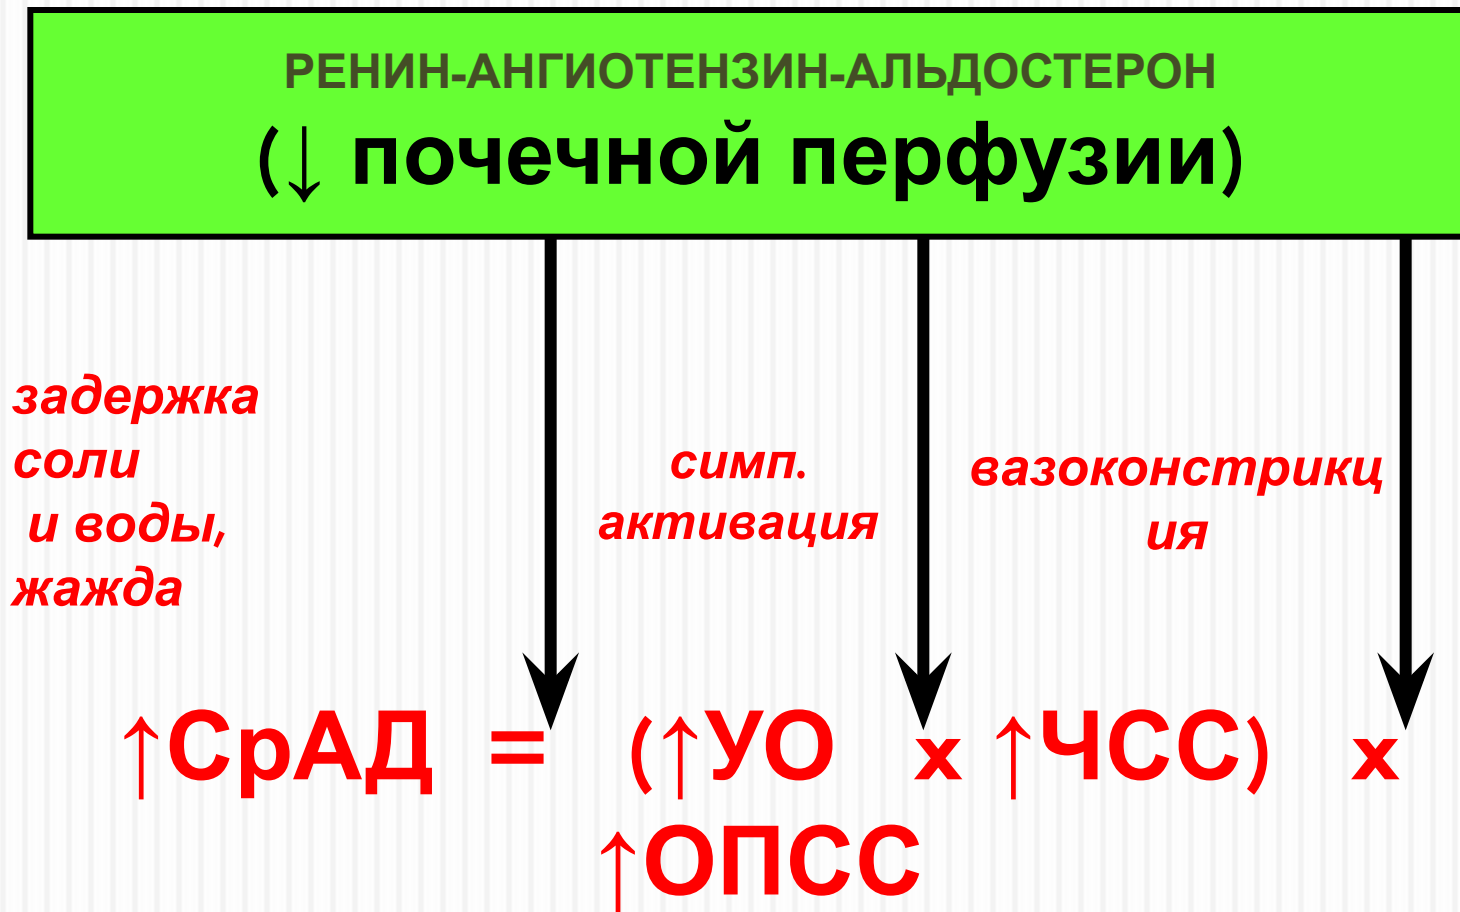 РЕНИН-АНГИОТЕНЗИН-АЛЬДОСТЕРОН
(↓ почечной перфузии)
задержка
соли
и воды,
жажда
симп.
активация
вазоконстрикц
ия
↑СрАД = (↑УО x ↑ЧСС) x
↑ОПСС